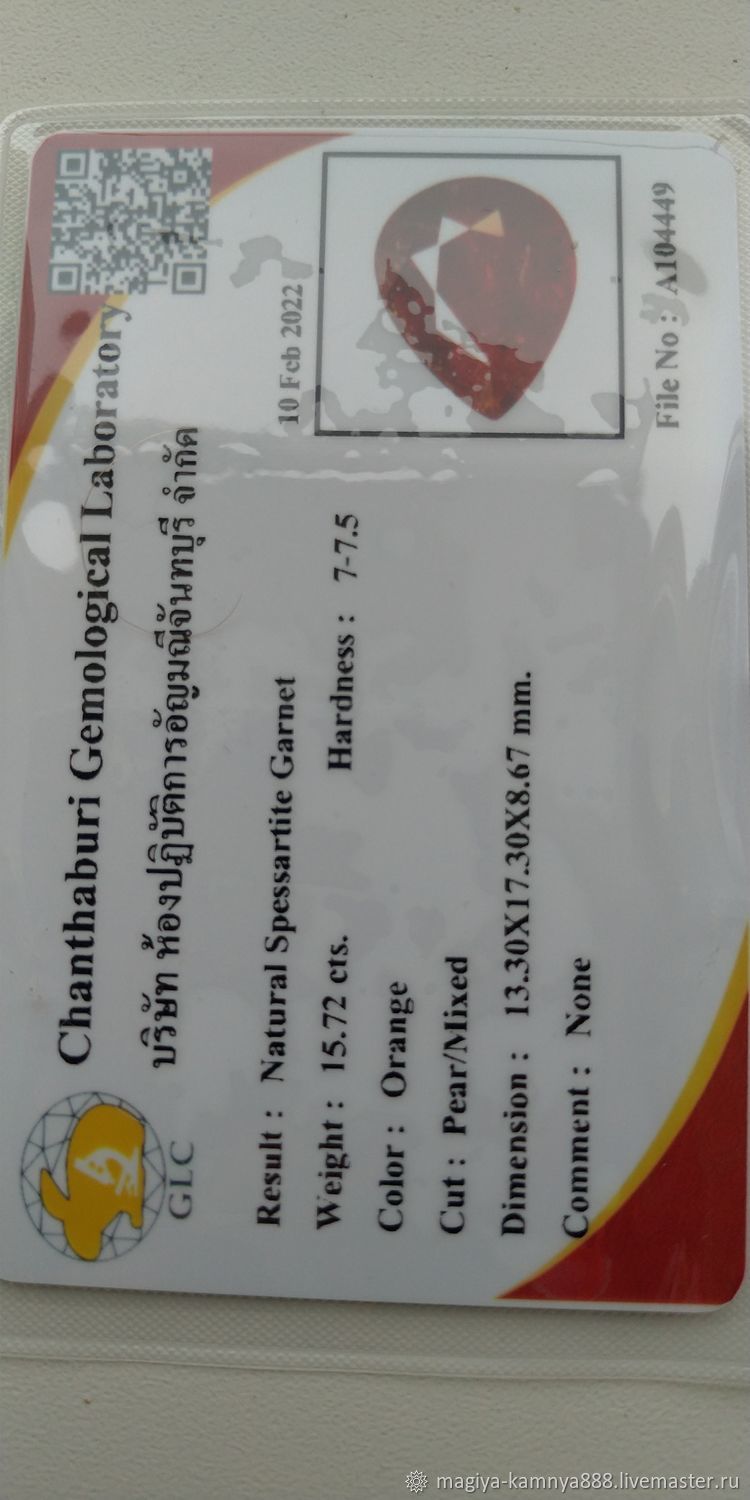 Chanthaburi Gemological Laboratory
บริษัท ห้องปฏิบัติการอัญมณีจันทบุรี จำกัด
GLC
10 Feb 2022
Result : Natural Spessartite Garnet
Weight : 15.72 cts. Hardness : 7-7.5
Color : Orange
Cut : Pear/Mixed
Dimension : 13.30X17.30X8.67 mm.
Comment : None
File No : A104449
magiya-kamnya888.livemaster.ru